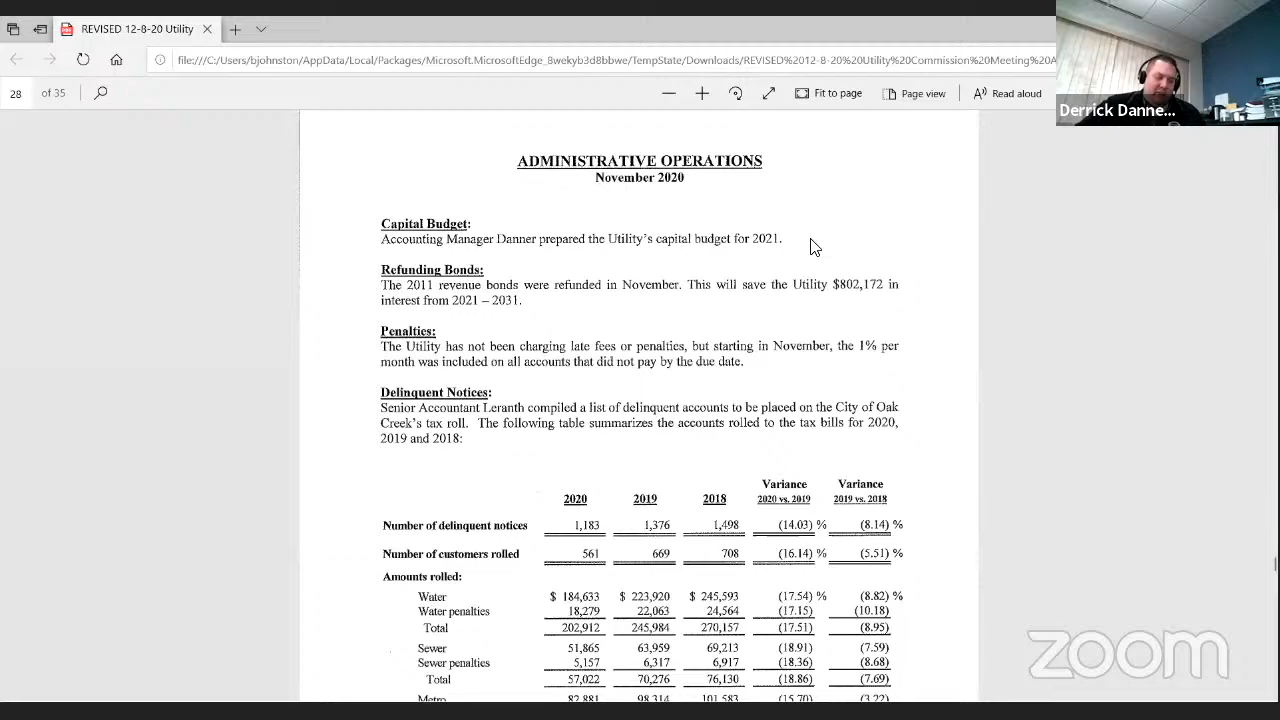 REVISED 12-8-20 Utility
file:///C:/Users/bjohnston/AppData/Local/Packages/Microsoft.MicrosoftEdge_8wekyb3d8bbwe/TempState/Downloads/REVISED%2012-8-20%20Utility%20Commission%20Meeting%20A
28 of 35
Fit to page
Page view
Read aloud
Derrick Danne...
ADMINISTRATIVE OPERATIONS
November 2020
Capital Budget:
Accounting Manager Danner prepared the Utility's capital budget for 2021.
Refunding Bonds:
The 2011 revenue bonds were refunded in November. This will save the Utility $802,172 in
interest from 2021 – 2031.
Penalties:
The Utility has not been charging late fees or penalties, but starting in November, the 1% per
month was included on all accounts that did not pay by the due date.
Delinquent Notices:
Senior Accountant Leranth compiled a list of delinquent accounts to be placed on the City of Oak
Creek's tax roll. The following table summarizes the accounts rolled to the tax bills for 2020,
2019 and 2018:
Variance Variance
2020 2019 2018 2020 vs. 2019 2019 vs. 2018
Number of delinquent notices 1,183 1,376 1,498 (14.03) % (8.14) %
Number of customers rolled 561 669 708 (16.14) % (5.51) %
Amounts rolled:
Water $ 184,633 $ 223,920 $ 245,593 (17.54) % (8.82) %
Water penalties 18,279 22,063 24,564 (17.15) (10.18)
Total 202,912 245,984 270,157 (17.51) (8.95)
Sewer 51,865 63,959 69,213 (18.91) (7.59)
Sewer penalties 5,157 6,317 6,917 (18.36) (8.68)
Total 57,022 70,276 76,130 (18.86) (7.69)
Metro 82,881 98,314 101,583 (15.70) (3.22)
zoom